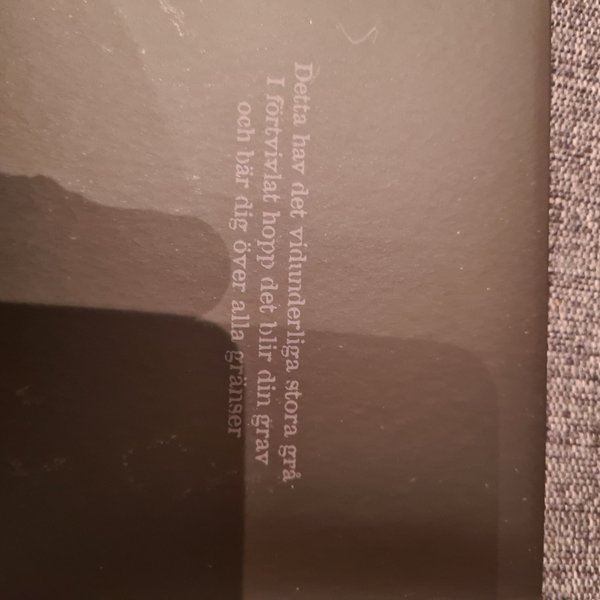 Detta hav det vidunderliga stora grå
I förtvivlat hopp det blir din grav
och bär dig över alla gränser